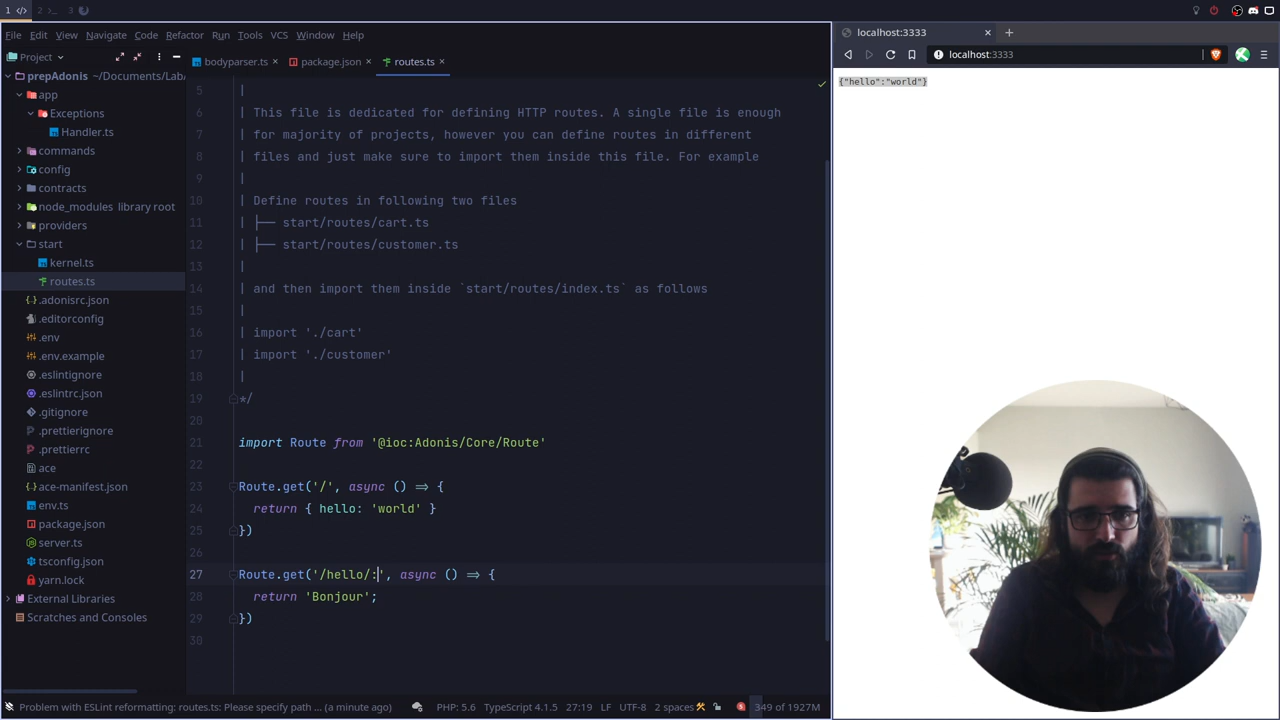 1 </>
2 >_
3
File Edit View Navigate Code Refactor Run Tools VCS Window Help
Project
bodyparser.ts
package.json
routes.ts
prepAdonis ~/Documents/Lab/
app
Exceptions
Handler.ts
commands
config
contracts
node_modules library root
providers
start
kernel.ts
routes.ts
.adonisrc.json
.editorconfig
.env
.env.example
.eslintignore
.eslintrc.json
.gitignore
.prettierignore
.prettierrc
ace
ace-manifest.json
env.ts
package.json
server.ts
tsconfig.json
yarn.lock
External Libraries
Scratches and Consoles
5 |
6 | This file is dedicated for defining HTTP routes. A single file is enough
7 | for majority of projects, however you can define routes in different
8 | files and just make sure to import them inside this file. For example
9 |
10 | Define routes in following two files
11 | ├── start/routes/cart.ts
12 | ├── start/routes/customer.ts
13 |
14 | and then import them inside `start/routes/index.ts` as follows
15 |
16 | import './cart'
17 | import './customer'
18 |
19 */
20
21 import Route from '@ioc:Adonis/Core/Route'
22
23 Route.get('/', async () => {
24 return { hello: 'world' }
25 })
26
27 Route.get('/hello/:', async () => {
28 return 'Bonjour';
29 })
30
Problem with ESLint reformatting: routes.ts: Please specify path ... (a minute ago) PHP: 5.6 TypeScript 4.1.5 27:19 LF UTF-8 2 spaces 349 of 1927M
localhost:3333
localhost:3333
{"hello":"world"}